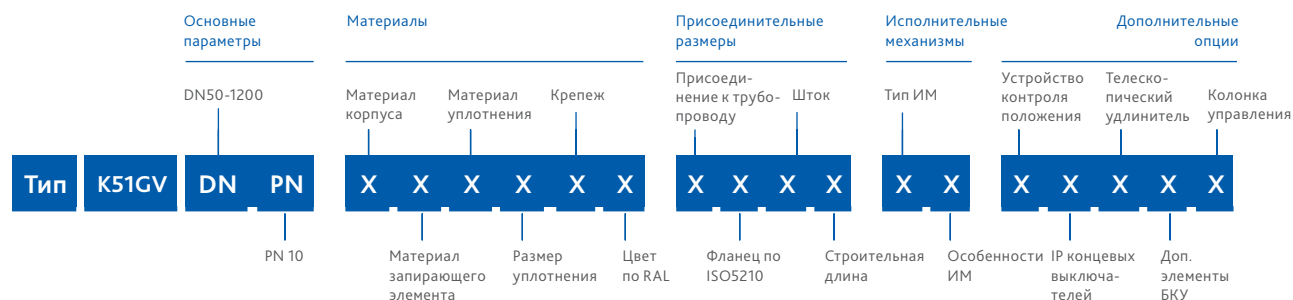 Основные
параметры
Материалы
Присоединительные
размеры
Исполнительные
механизмы
Дополнительные
опции
DN50-1200
Материал
корпуса
Материал
уплотнения
Крепеж
Присоеди-
нение к трубо-
проводу
Шток
Тип ИМ
Устройство
контроля
положения
Телеско-
пический
удлинитель
Колонка
управления
Тип K51GV DN PN X X X X X X X X X X X X X X X X X
PN 10
Материал
запирающего
элемента
Размер
уплотнения
Цвет
по RAL
Фланец по
ISO5210
Строительная
длина
Особенности
ИМ
IP концевых
выключа-
телей
Доп.
элементы
БКУ